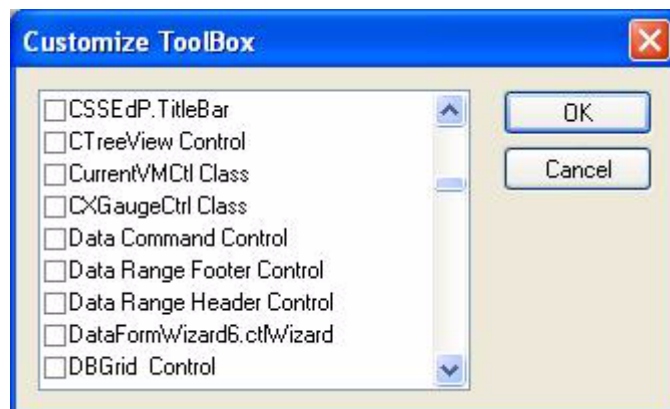 Customize ToolBox
CSSEdP.TitleBar
CTreeView Control
CurrentVMCtl Class
CXGaugeCtrl Class
Data Command Control
Data Range Footer Control
Data Range Header Control
DataFormWizard6.ctlWizard
DBGrid  Control
OK
Cancel